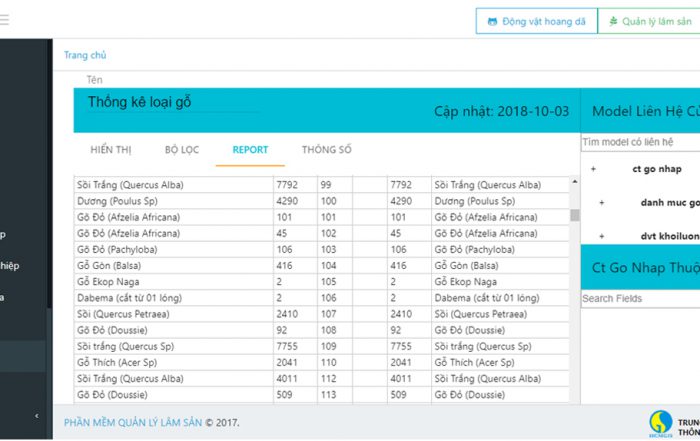 Động vật hoang dã
Quản lý lâm sản
Trang chủ
Tên
Thống kê loại gỗ
Cập nhật: 2018-10-03
HIỂN THỊ BỘ LỌC REPORT THÔNG SỐ
Sồi Trắng (Quercus Alba) 7792 99 7792 Sồi Trắng (Quercus Alba)
Dương (Poulus Sp) 4290 100 4290 Dương (Poulus Sp)
Gõ Đỏ (Afzelia Africana) 101 101 101 Gõ Đỏ (Afzelia Africana)
Gõ Đỏ (Afzelia Africana) 45 102 45 Gõ Đỏ (Afzelia Africana)
Gõ Đỏ (Pachyloba) 106 103 106 Gõ Đỏ (Pachyloba)
Gỗ Gòn (Balsa) 416 104 416 Gỗ Gòn (Balsa)
Gỗ Ekop Naga 2 105 2 Gỗ Ekop Naga
Dabema (cắt từ 01 lóng) 2 106 2 Dabema (cắt từ 01 lóng)
Sồi (Quercus Petraea) 2410 107 2410 Sồi (Quercus Petraea)
Gõ Đỏ (Doussie) 92 108 92 Gõ Đỏ (Doussie)
Sồi trắng (Quercus Sp) 7755 109 7755 Sồi trắng (Quercus Sp)
Gỗ Thích (Acer Sp) 2041 110 2041 Gỗ Thích (Acer Sp)
Sồi Trắng (Quercus Alba) 4011 112 4011 Sồi Trắng (Quercus Alba)
Gõ Đỏ (Doussie) 509 113 509 Gõ Đỏ (Doussie)
Model Liên Hệ Củ
Tìm model có liên hệ
+ ct go nhap
+ danh muc go
+ dvt khoiluon
Ct Go Nhap Thuộ
Search Fields
p
hiệp
a
PHẦN MỀM QUẢN LÝ LÂM SẢN © 2017.
HCMGIS
TRUN
THÔN